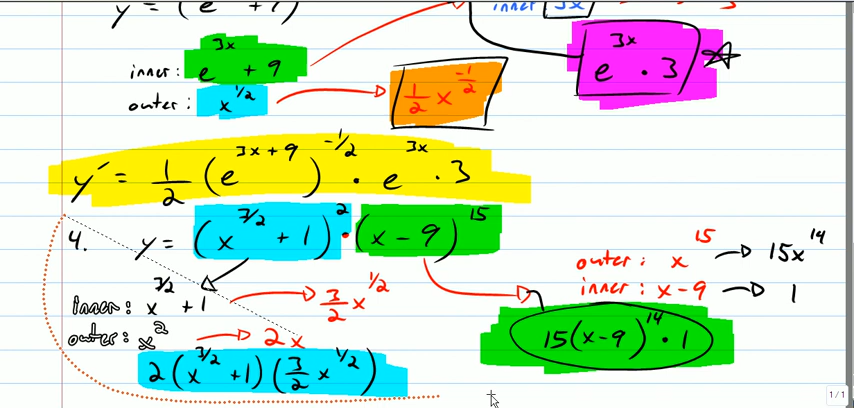 inner: 3x
inner: e^{3x} + 9
outer: x^{1/2} → 1/2 x^{-1/2}
e^{3x} · 3
y' = 1/2 (e^{3x+9})^{-1/2} · e^{3x} · 3
4. y = (x^{3/2} + 1)^2 · (x - 9)^{15}
outer: x^{15} → 15x^{14}
inner: x-9 → 1
inner: x^{3/2} + 1 → 3/2 x^{1/2}
outer: x^2 → 2x
15(x-9)^{14} · 1
2(x^{3/2} + 1)(3/2 x^{1/2})
1/1